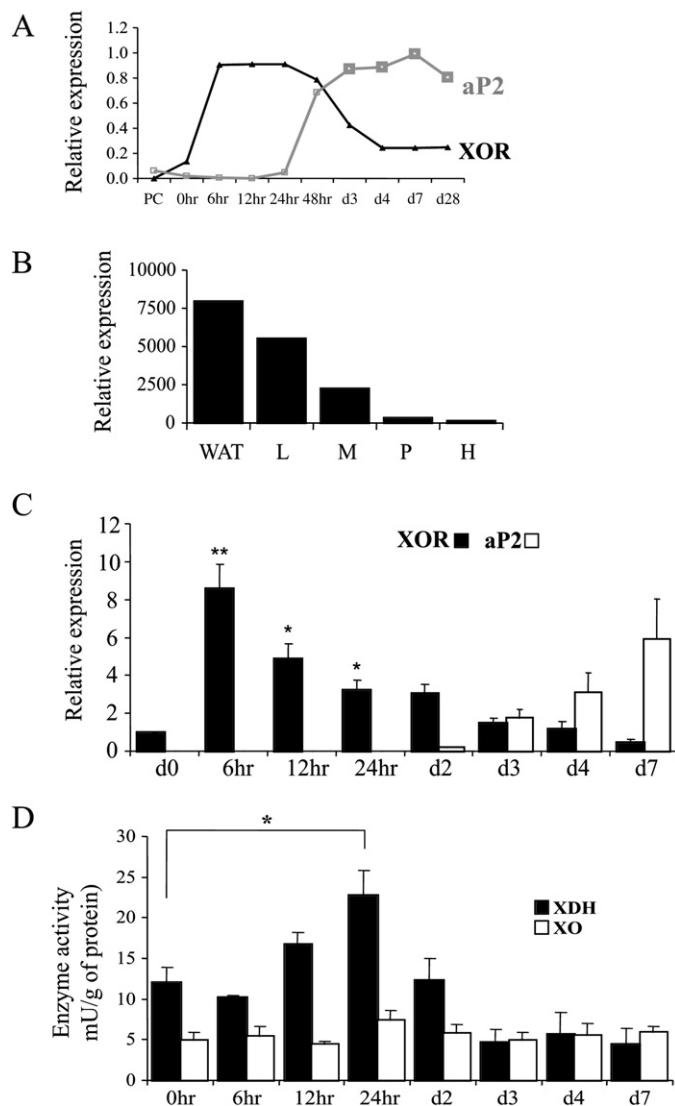 A
Relative expression
1.2
1.0
0.8
0.6
0.4
0.2
0.0
aP2
XOR
PC 0hr 6hr 12hr 24hr 48hr d3 d4 d7 d28
B
Relative expression
10000
7500
5000
2500
0
WAT L M P H
C
Relative expression
12
10
8
6
4
2
0
XOR aP2
**
*
*
d0 6hr 12hr 24hr d2 d3 d4 d7
D
Enzyme activity
mU/g of protein)
30
25
20
15
10
5
0
*
XDH
XO
0hr 6hr 12hr 24hr d2 d3 d4 d7